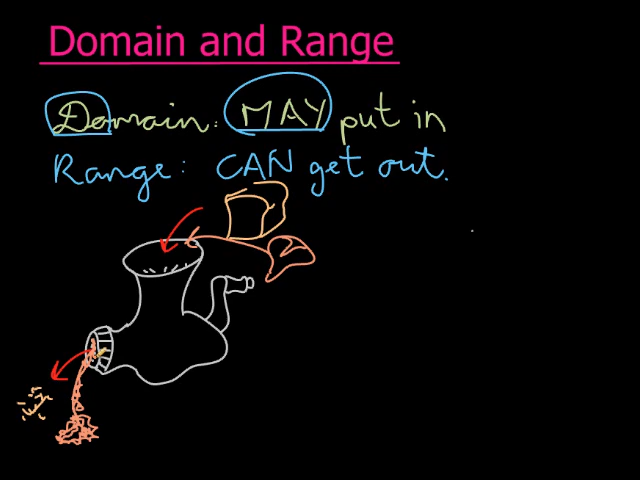 Domain and Range
Domain: MAY put in
Range: CAN get out.